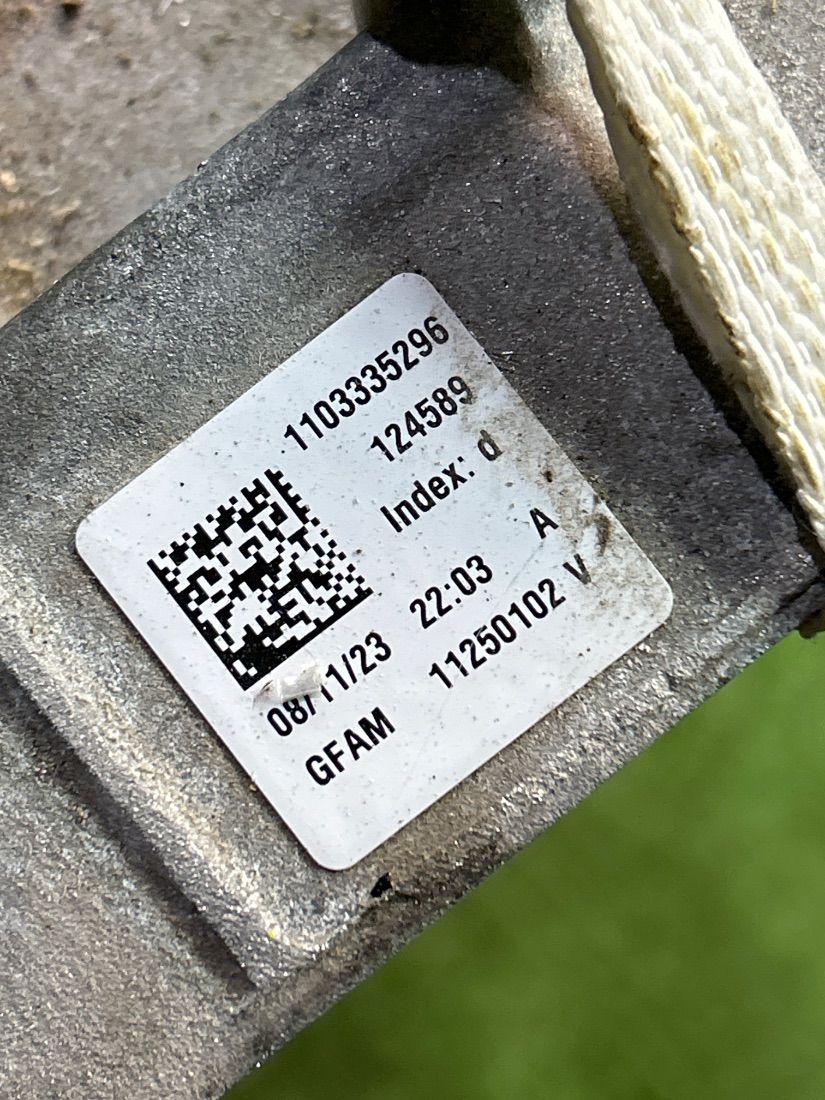 1103335296
124589
Index: d
08/11/23 22:03 A
GFAM 11250102 V